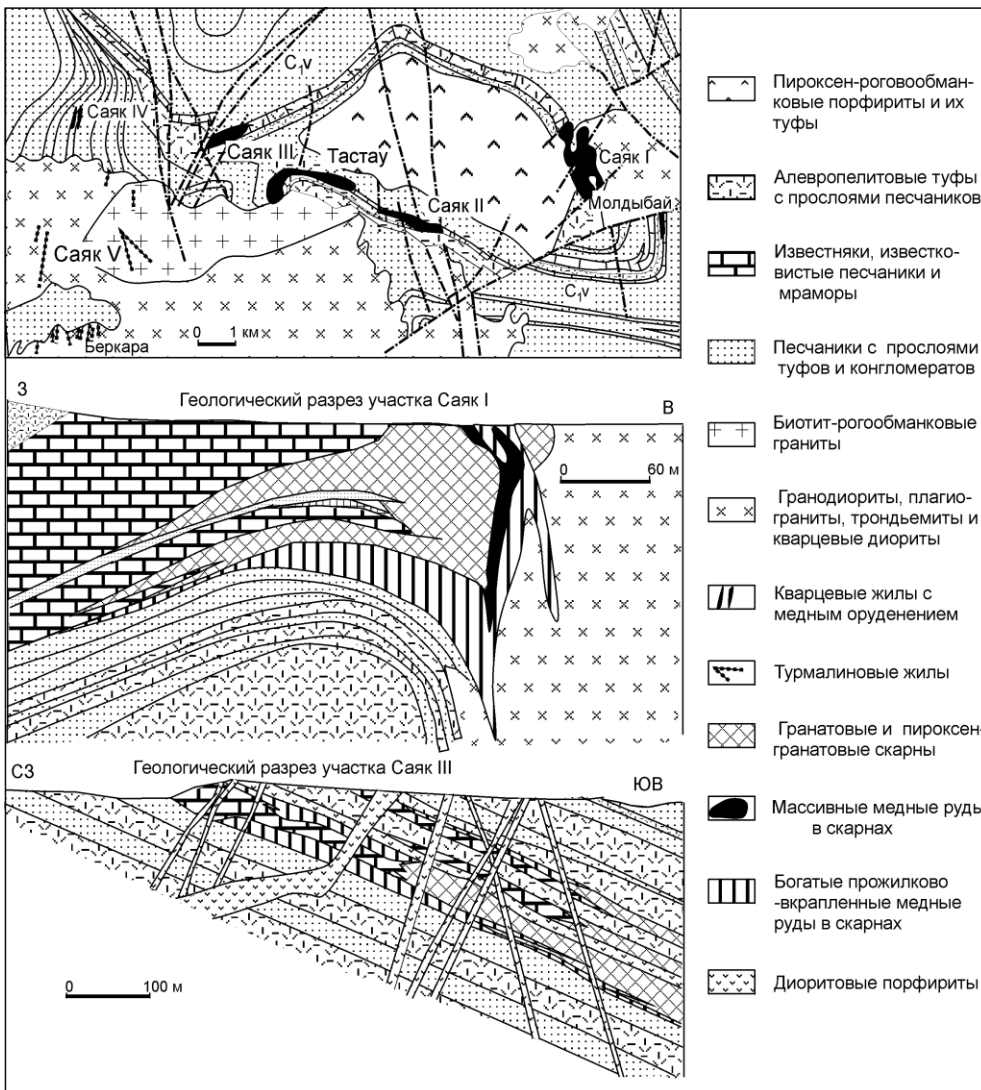 C₁v
Саяк IV
Саяк III
Тастау
Саяк I
Саяк II
Молдыбай
Саяк V
C₁v
0 1 км
Беркара
З
Геологический разрез участка Саяк I
В
0 60 м
СЗ
Геологический разрез участка Саяк III
ЮВ
0 100 м
Пироксен-роговообман-
ковые порфириты и их
туфы
Алевропелитовые туфы
с прослоями песчаников
Известняки, известко-
вистые песчаники и
мраморы
Песчаники с прослоями
туфов и конгломератов
Биотит-рогообманковые
граниты
Гранодиориты, плагио-
граниты, трондьемиты и
кварцевые диориты
Кварцевые жилы с
медным оруденением
Турмалиновые жилы
Гранатовые и пироксен-
гранатовые скарны
Массивные медные руды
в скарнах
Богатые прожилково
-вкрапленные медные
руды в скарнах
Диоритовые порфириты